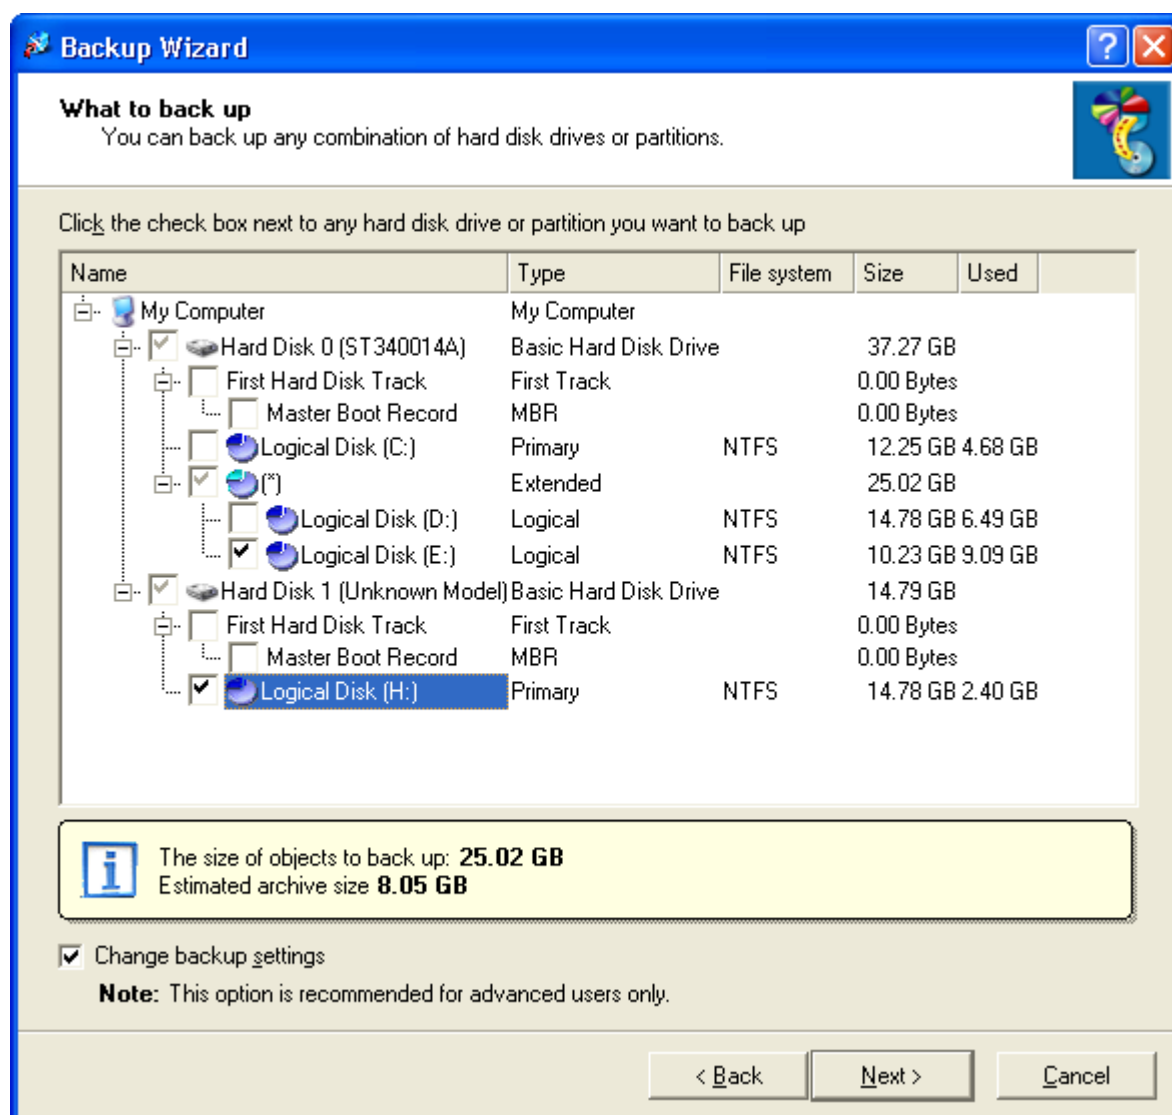 Backup Wizard
What to back up
You can back up any combination of hard disk drives or partitions.
Click the check box next to any hard disk drive or partition you want to back up
Name Type File system Size Used
My Computer My Computer
Hard Disk 0 (ST340014A) Basic Hard Disk Drive 37.27 GB
First Hard Disk Track First Track 0.00 Bytes
Master Boot Record MBR 0.00 Bytes
Logical Disk (C:) Primary NTFS 12.25 GB 4.68 GB
(*) Extended 25.02 GB
Logical Disk (D:) Logical NTFS 14.78 GB 6.49 GB
Logical Disk (E:) Logical NTFS 10.23 GB 9.09 GB
Hard Disk 1 (Unknown Model) Basic Hard Disk Drive 14.79 GB
First Hard Disk Track First Track 0.00 Bytes
Master Boot Record MBR 0.00 Bytes
Logical Disk (H:) Primary NTFS 14.78 GB 2.40 GB
The size of objects to back up: 25.02 GB
Estimated archive size 8.05 GB
Change backup settings
Note: This option is recommended for advanced users only.
< Back Next > Cancel